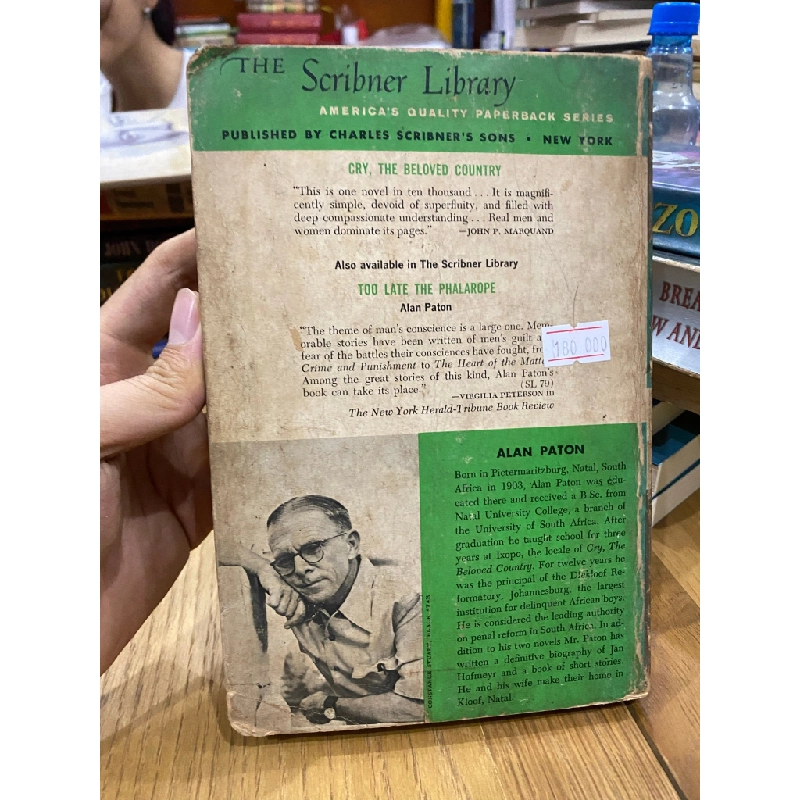 THE Scribner Library
AMERICA'S QUALITY PAPERBACK SERIES
PUBLISHED BY CHARLES SCRIBNER'S SONS • NEW YORK
CRY, THE BELOVED COUNTRY
"This is one novel in ten thousand . . . It is magnifi-
cently simple, devoid of superfluity, and filled with
deep compassionate understanding . . . Real men and
women dominate its pages."
—JOHN P. MARQUAND
Also available in The Scribner Library
TOO LATE THE PHALAROPE
Alan Paton
"The theme of man's conscience is a large one. Mem-
orable stories have been written of men's guilt
fear of the battles their consciences have fought,
Crime and Punishment to The Heart of the
Among the great stories of this kind, Alan Paton's
book can take its place."
(SL 79)
—VIRGILIA PETERSON in
The New York Herald-Tribune Book Review
180 000
ALAN PATON
Born in Pietermaritzburg, Natal, South
Africa in 1903, Alan Paton was edu-
cated there and received a B.Sc. from
Natal University College, a branch of
the University of South Africa. After
graduation he taught school for three
years at Ixopo, the locale of Cry, The
Beloved Country. For twelve years he
was the principal of the Diepkloof Re-
formatory, Johannesburg, the largest
institution for delinquent African boys.
He is considered the leading authority
on penal reform in South Africa. In ad-
dition to his two novels Mr. Paton has
written a definitive biography of Jan
Hofmeyr and a book of short stories.
He and his wife make their home in
Kloof, Natal.
ZO
BREA
W AND